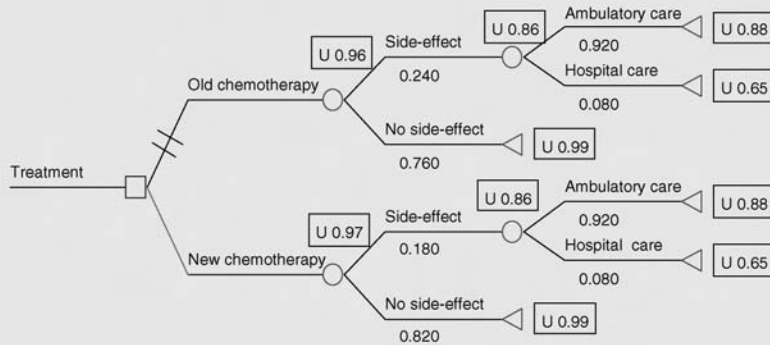 Ambulatory care
U 0.88
U 0.86
Side-effect
0.920
U 0.96
Hospital care
0.240
0.080
U 0.65
Old chemotherapy
No side-effect
U 0.99
0.760
Treatment
Ambulatory care
U 0.88
U 0.86
Side-effect
0.920
U 0.97
Hospital care
0.180
0.080
U 0.65
New chemotherapy
No side-effect
U 0.99
0.820